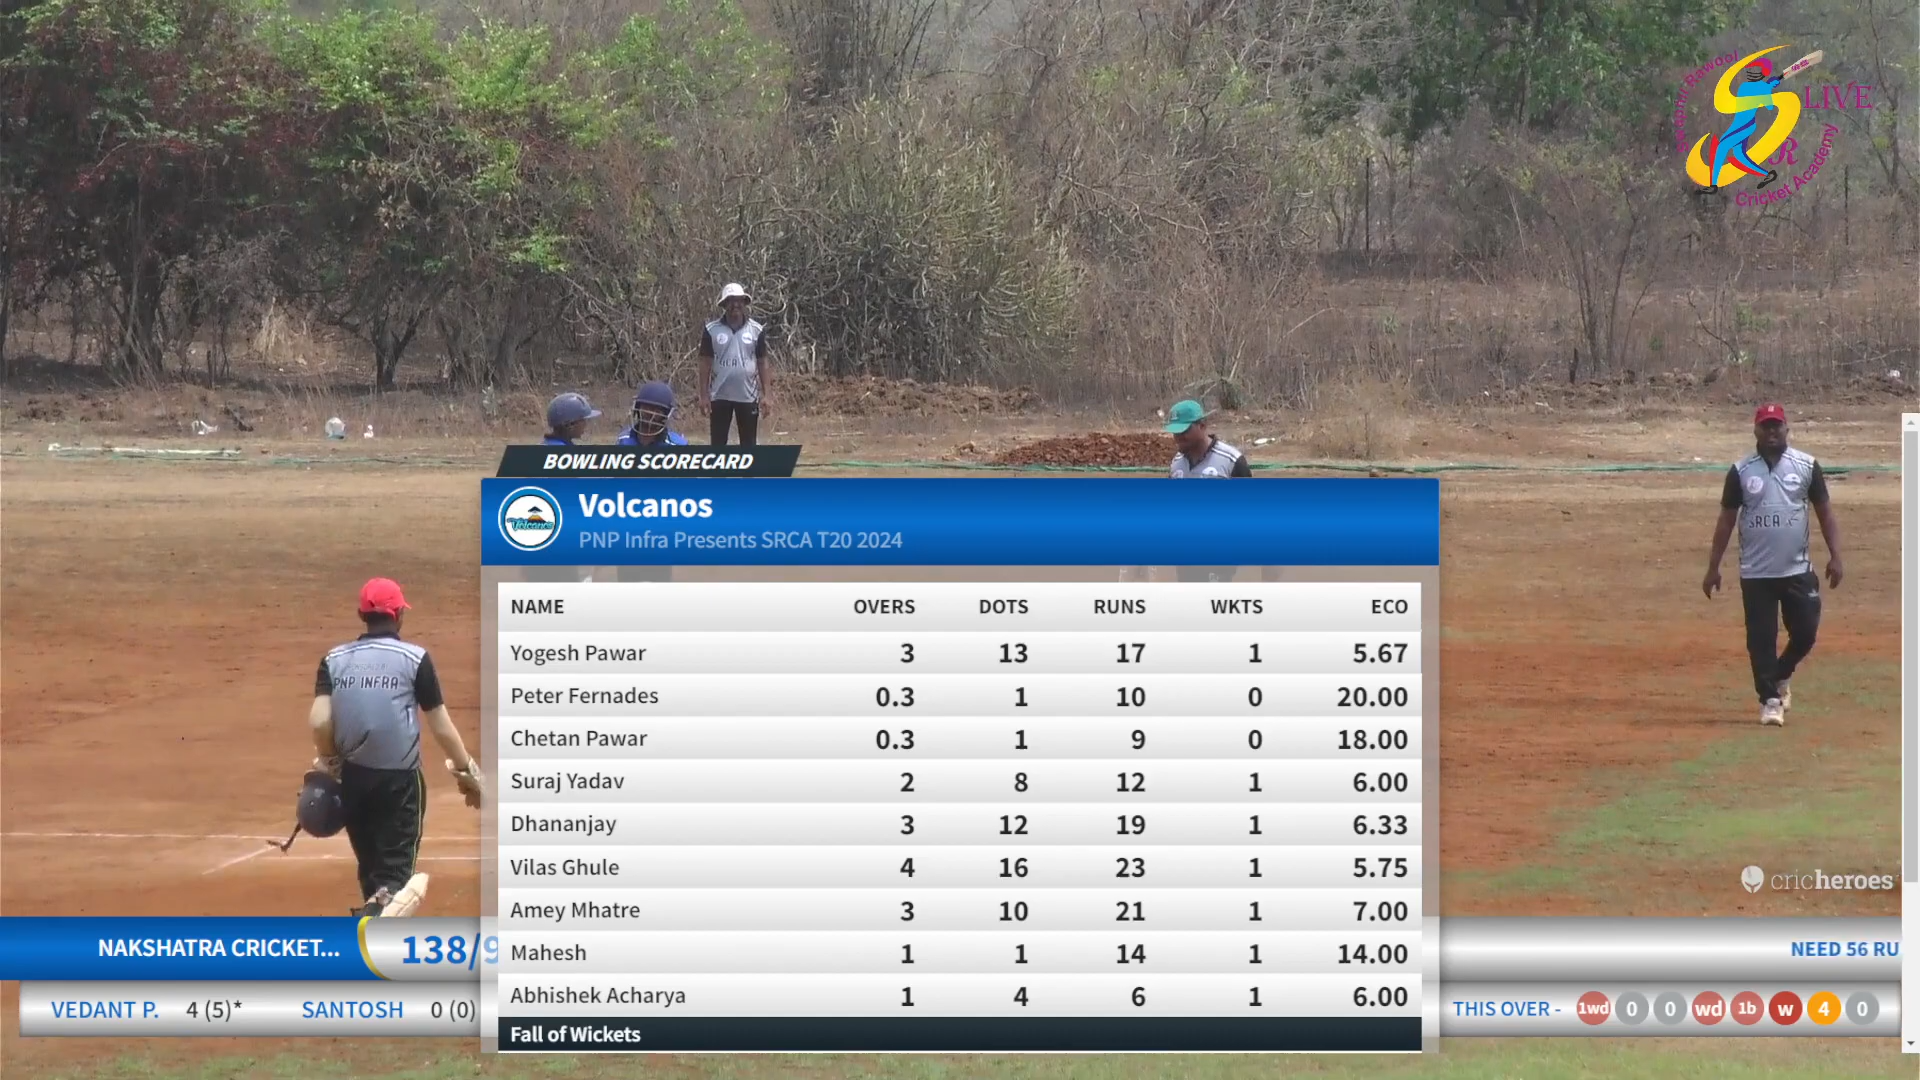 Swapnil Rawool
LIVE
R
Cricket Academy
SRCA
BOWLING SCORECARD
Volcanos
Volcanos
PNP Infra Presents SRCA T20 2024
SRCA
PNP INFRA
NAME OVERS DOTS RUNS WKTS ECO
Yogesh Pawar 3 13 17 1 5.67
Peter Fernades 0.3 1 10 0 20.00
Chetan Pawar 0.3 1 9 0 18.00
Suraj Yadav 2 8 12 1 6.00
Dhananjay 3 12 19 1 6.33
Vilas Ghule 4 16 23 1 5.75
Amey Mhatre 3 10 21 1 7.00
Mahesh 1 1 14 1 14.00
Abhishek Acharya 1 4 6 1 6.00
Fall of Wickets
cricheroes
NAKSHATRA CRICKET... 138/9 NEED 56 RU
VEDANT P. 4 (5)* SANTOSH 0 (0) THIS OVER - 1wd 0 0 wd 1b w 4 0